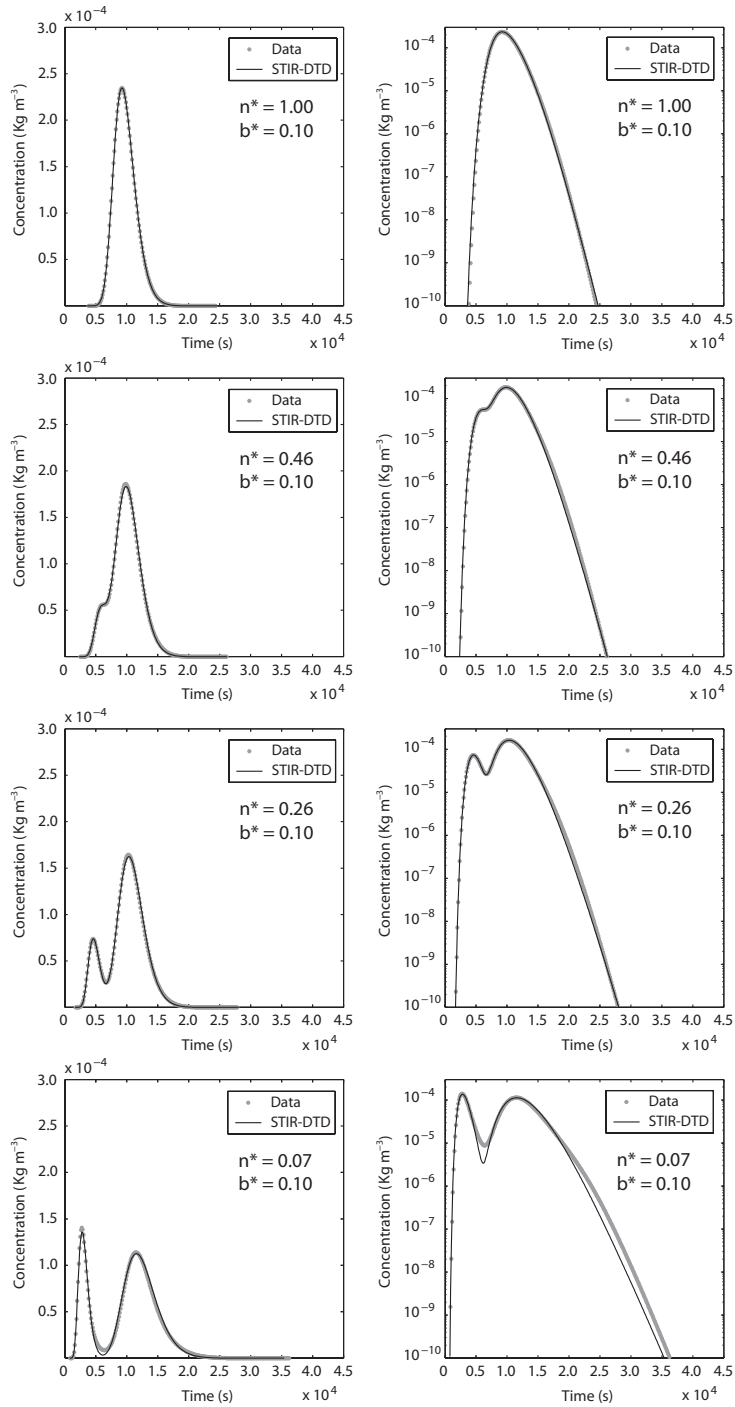 x 10⁻⁴
3.0
2.5
2.0
1.5
1.0
0.5
Concentration (Kg m⁻³)
Data
STIR-DTD
n* = 1.00
b* = 0.10
0 0.5 1.0 1.5 2.0 2.5 3.0 3.5 4.0 4.5
Time (s)
x 10⁴
10⁻⁴
10⁻⁵
10⁻⁶
10⁻⁷
10⁻⁸
10⁻⁹
10⁻¹⁰
Concentration (Kg m⁻³)
Data
STIR-DTD
n* = 1.00
b* = 0.10
0 0.5 1.0 1.5 2.0 2.5 3.0 3.5 4.0 4.5
Time (s)
x 10⁴
x 10⁻⁴
3.0
2.5
2.0
1.5
1.0
0.5
Concentration (Kg m⁻³)
Data
STIR-DTD
n* = 0.46
b* = 0.10
0 0.5 1.0 1.5 2.0 2.5 3.0 3.5 4.0 4.5
Time (s)
x 10⁴
10⁻⁴
10⁻⁵
10⁻⁶
10⁻⁷
10⁻⁸
10⁻⁹
10⁻¹⁰
Concentration (Kg m⁻³)
Data
STIR-DTD
n* = 0.46
b* = 0.10
0 0.5 1.0 1.5 2.0 2.5 3.0 3.5 4.0 4.5
Time (s)
x 10⁴
x 10⁻⁴
3.0
2.5
2.0
1.5
1.0
0.5
Concentration (Kg m⁻³)
Data
STIR-DTD
n* = 0.26
b* = 0.10
0 0.5 1.0 1.5 2.0 2.5 3.0 3.5 4.0 4.5
Time (s)
x 10⁴
10⁻⁴
10⁻⁵
10⁻⁶
10⁻⁷
10⁻⁸
10⁻⁹
10⁻¹⁰
Concentration (Kg m⁻³)
Data
STIR-DTD
n* = 0.26
b* = 0.10
0 0.5 1.0 1.5 2.0 2.5 3.0 3.5 4.0 4.5
Time (s)
x 10⁴
x 10⁻⁴
3.0
2.5
2.0
1.5
1.0
0.5
Concentration (Kg m⁻³)
Data
STIR-DTD
n* = 0.07
b* = 0.10
0 0.5 1.0 1.5 2.0 2.5 3.0 3.5 4.0 4.5
Time (s)
x 10⁴
10⁻⁴
10⁻⁵
10⁻⁶
10⁻⁷
10⁻⁸
10⁻⁹
10⁻¹⁰
Concentration (Kg m⁻³)
Data
STIR-DTD
n* = 0.07
b* = 0.10
0 0.5 1.0 1.5 2.0 2.5 3.0 3.5 4.0 4.5
Time (s)
x 10⁴